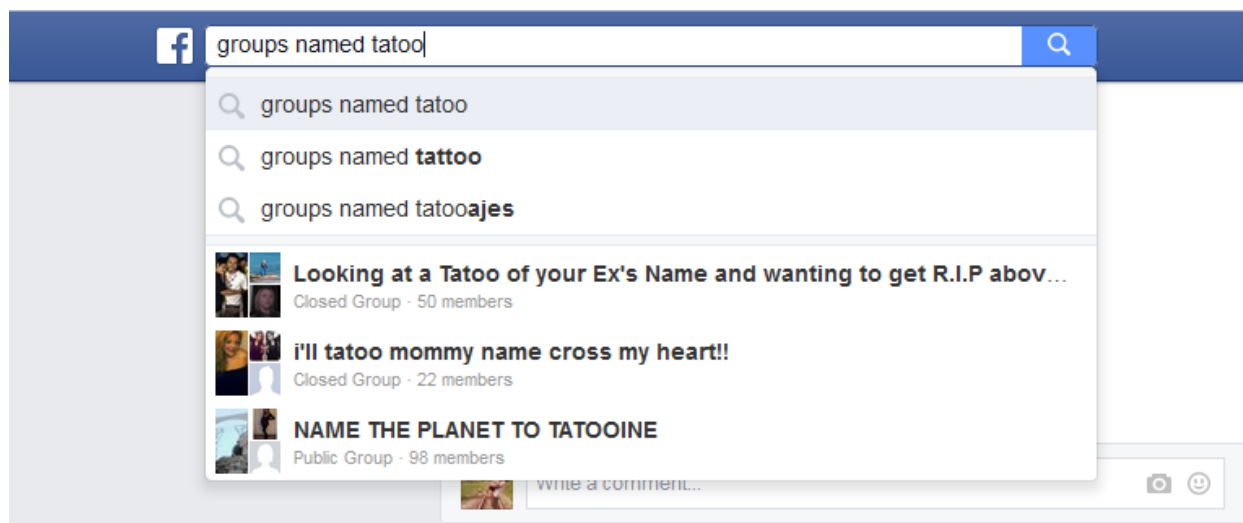 groups named tatoo
groups named tatoo
groups named tattoo
groups named tatooajes
Looking at a Tatoo of your Ex's Name and wanting to get R.I.P abov...
Closed Group · 50 members
i'll tatoo mommy name cross my heart!!
Closed Group · 22 members
NAME THE PLANET TO TATOOINE
Public Group · 98 members
Write a comment...